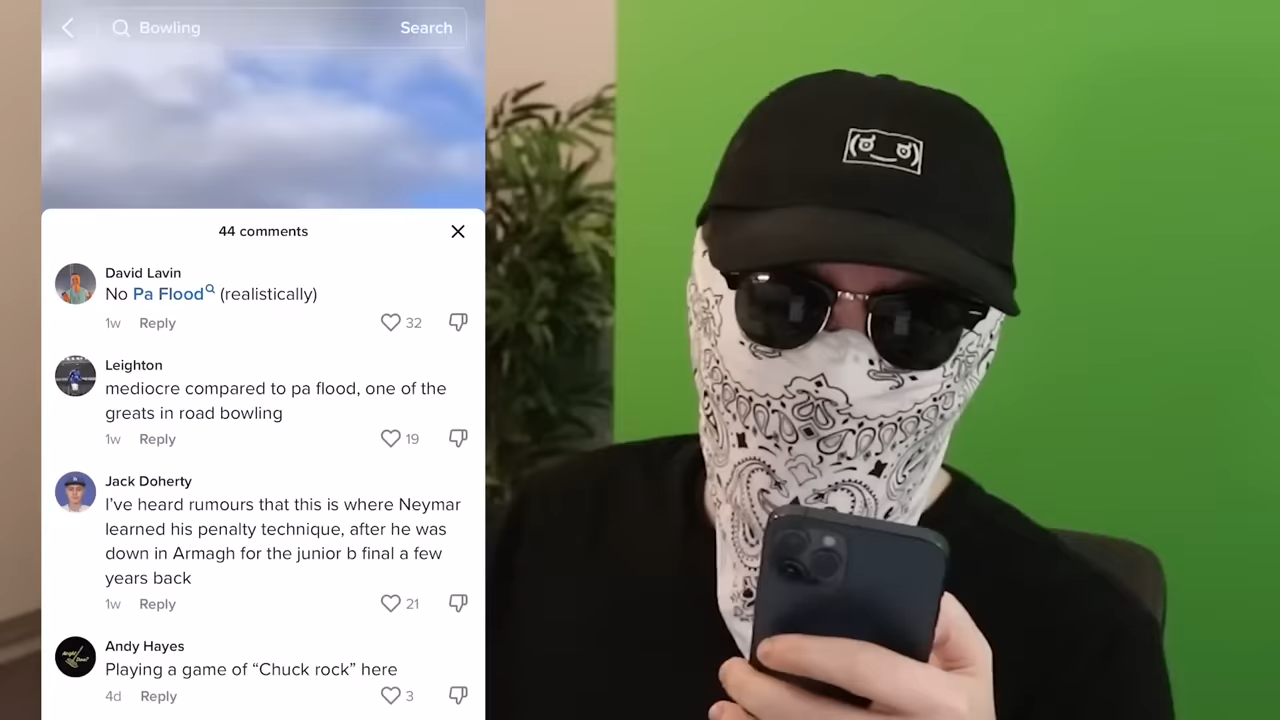 Bowling
Search
44 comments
David Lavin
No Pa Flood (realistically)
1w Reply
32
Leighton
mediocre compared to pa flood, one of the
greats in road bowling
1w Reply
19
Jack Doherty
I've heard rumours that this is where Neymar
learned his penalty technique, after he was
down in Armagh for the junior b final a few
years back
1w Reply
21
Andy Hayes
Playing a game of “Chuck rock” here
4d Reply
3